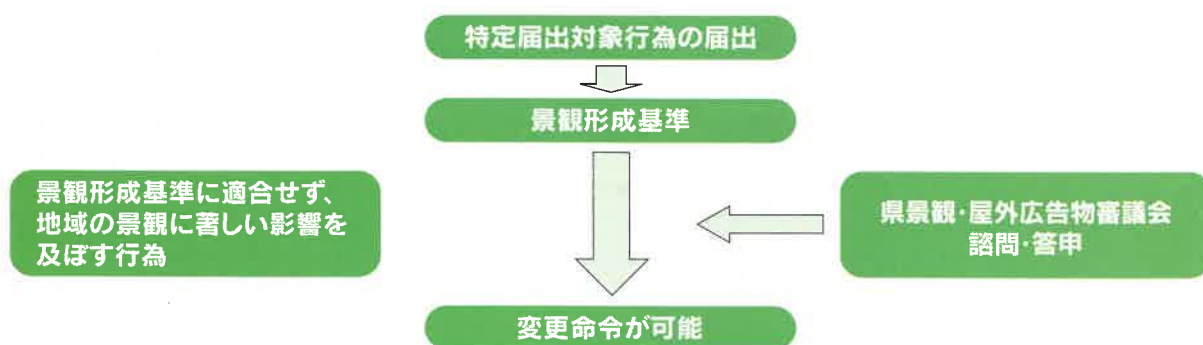 特定届出対象行為の届出
景観形成基準
景観形成基準に適合せず、
地域の景観に著しい影響を
及ぼす行為
県景観・屋外広告物審議会
諮問・答申
変更命令が可能